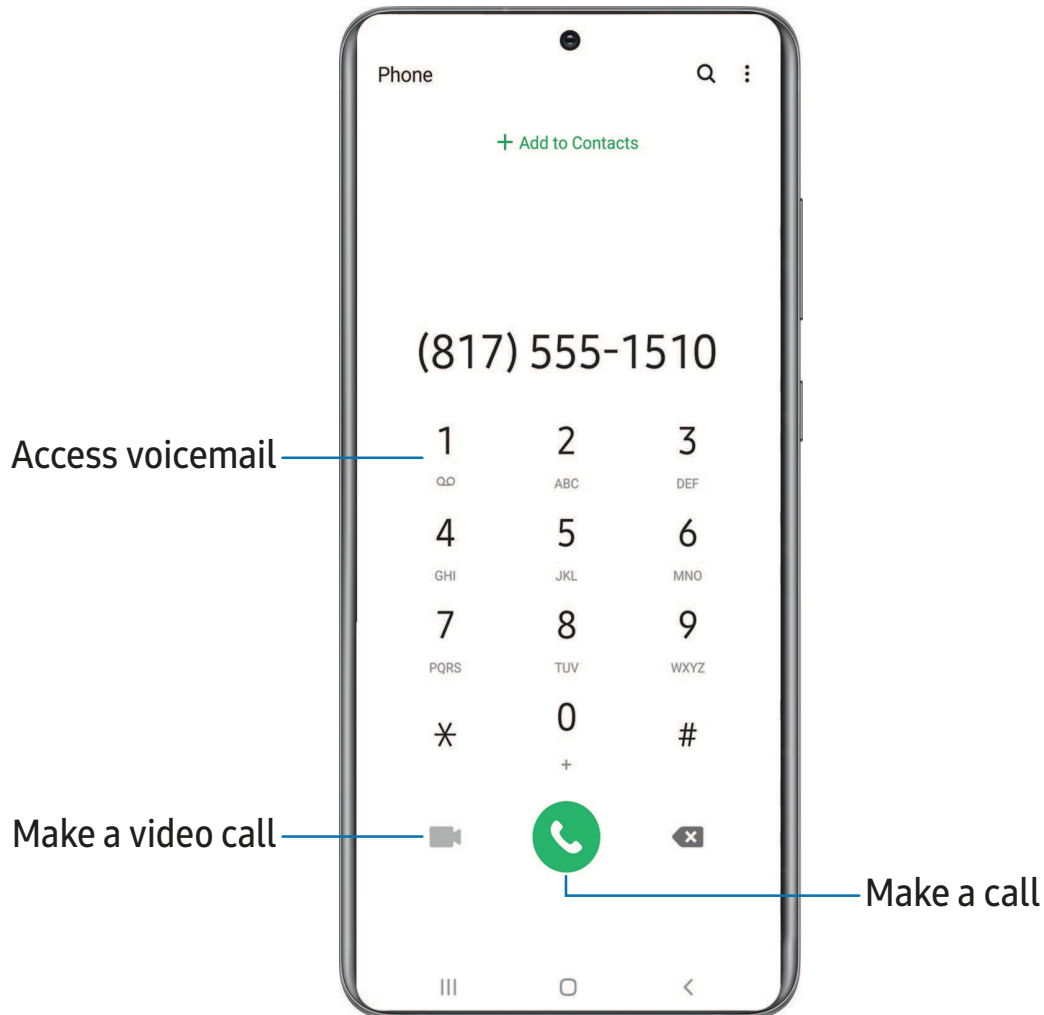 Phone
+ Add to Contacts
(817) 555-1510
Access voicemail
1 2 3
ABC DEF
4 5 6
GHI JKL MNO
7 8 9
PQRS TUV WXYZ
* 0 #
+
Make a video call
Make a call